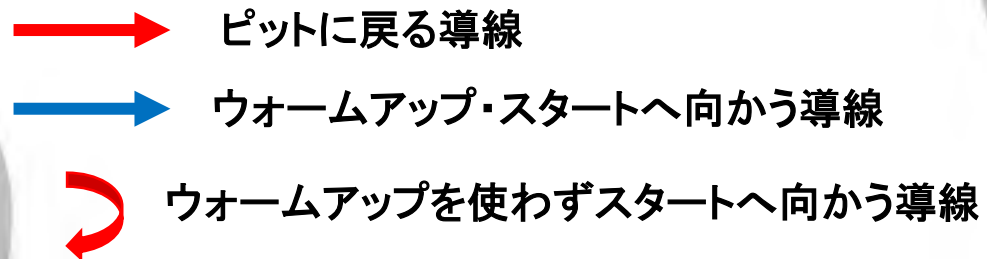 ピットに戻る導線
ウォームアップ・スタートへ向かう導線
ウォームアップを使わずスタートへ向かう導線